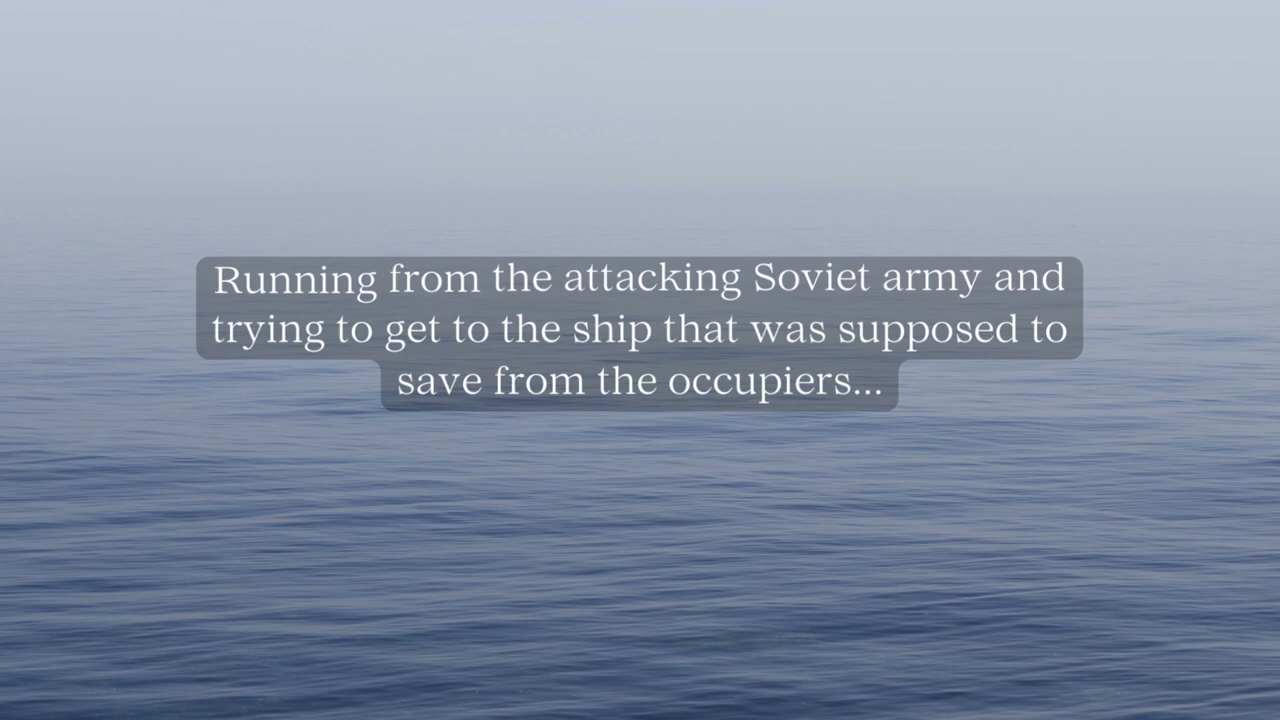 Running from the attacking Soviet army and
trying to get to the ship that was supposed to
save from the occupiers...